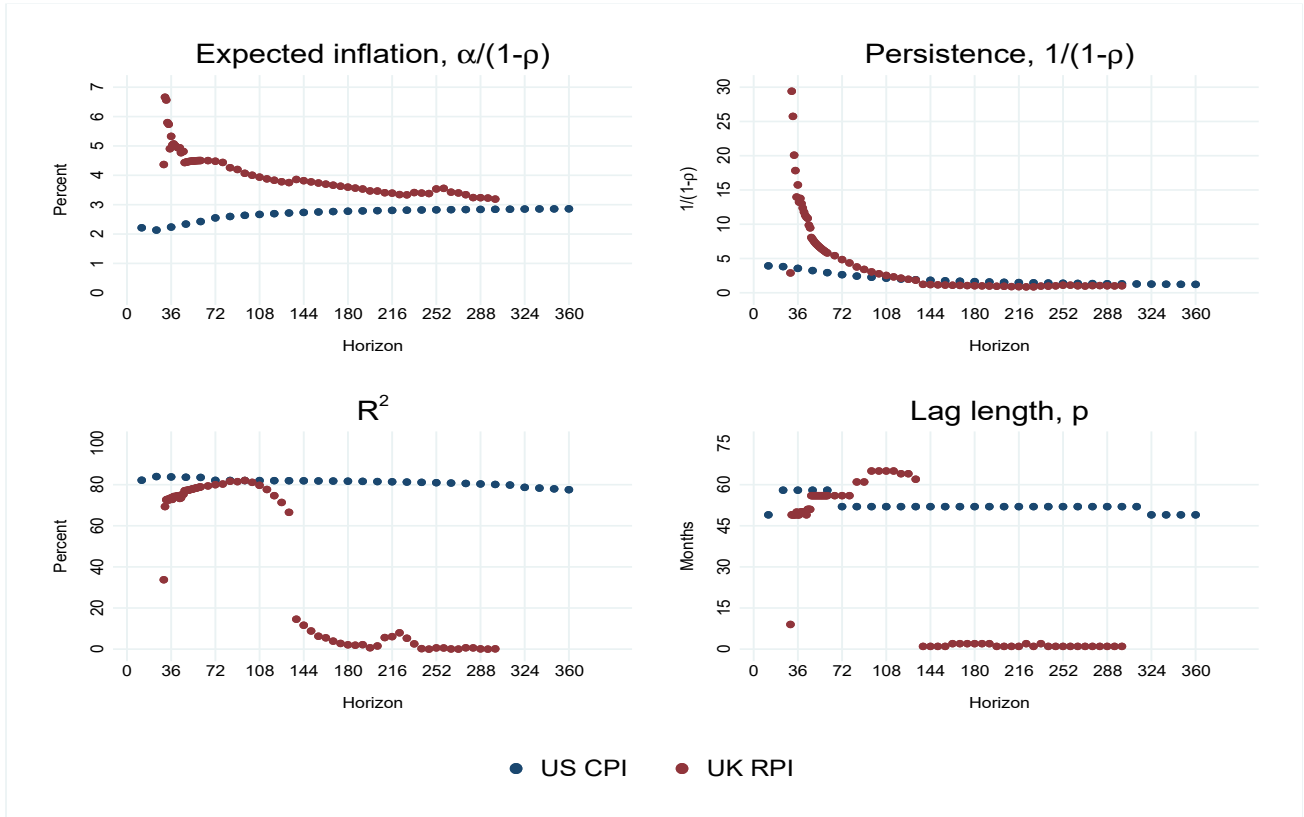 Expected inflation, α/(1-ρ)
Percent
7
6
5
4
3
2
1
0
0 36 72 108 144 180 216 252 288 324 360
Horizon
Persistence, 1/(1-ρ)
1/(1-ρ)
30
25
20
15
10
5
0
0 36 72 108 144 180 216 252 288 324 360
Horizon
R²
Percent
100
80
60
40
20
0
0 36 72 108 144 180 216 252 288 324 360
Horizon
Lag length, p
Months
75
60
45
30
15
0
0 36 72 108 144 180 216 252 288 324 360
Horizon
US CPI UK RPI